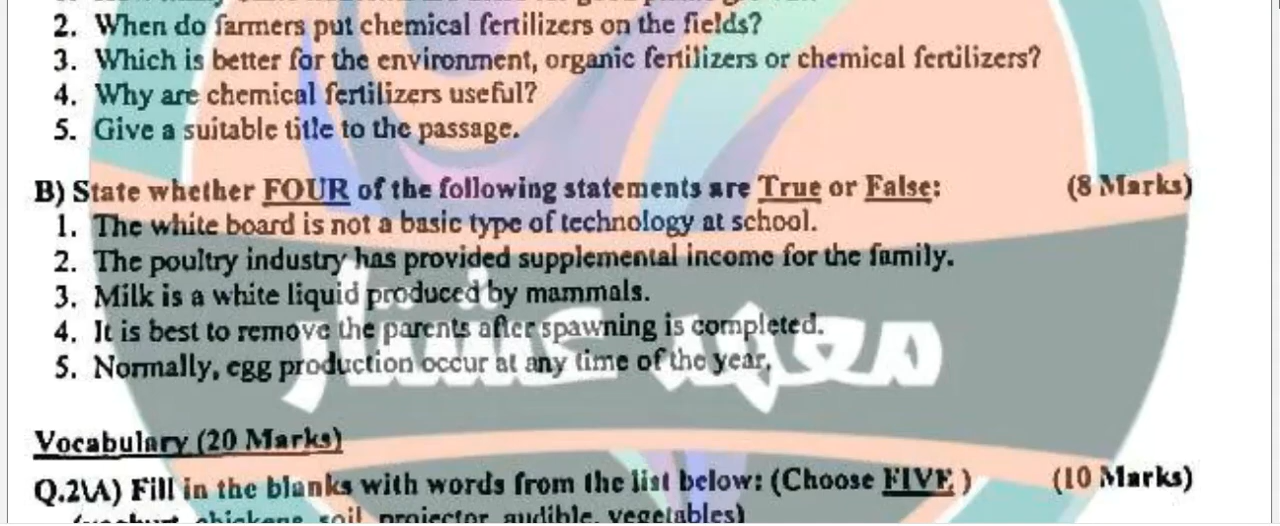 2. When do farmers put chemical fertilizers on the fields?
3. Which is better for the environment, organic fertilizers or chemical fertilizers?
4. Why are chemical fertilizers useful?
5. Give a suitable title to the passage.
B) State whether FOUR of the following statements are True or False: (8 Marks)
1. The white board is not a basic type of technology at school.
2. The poultry industry has provided supplemental income for the family.
3. Milk is a white liquid produced by mammals.
4. It is best to remove the parents after spawning is completed.
معهد عشتار
5. Normally, egg production occur at any time of the year.
Vocabulary (20 Marks)
Q.2\A) Fill in the blanks with words from the list below: (Choose FIVE) (10 Marks)
(yoghurt, chickens, soil, projector, audible, vegetables)